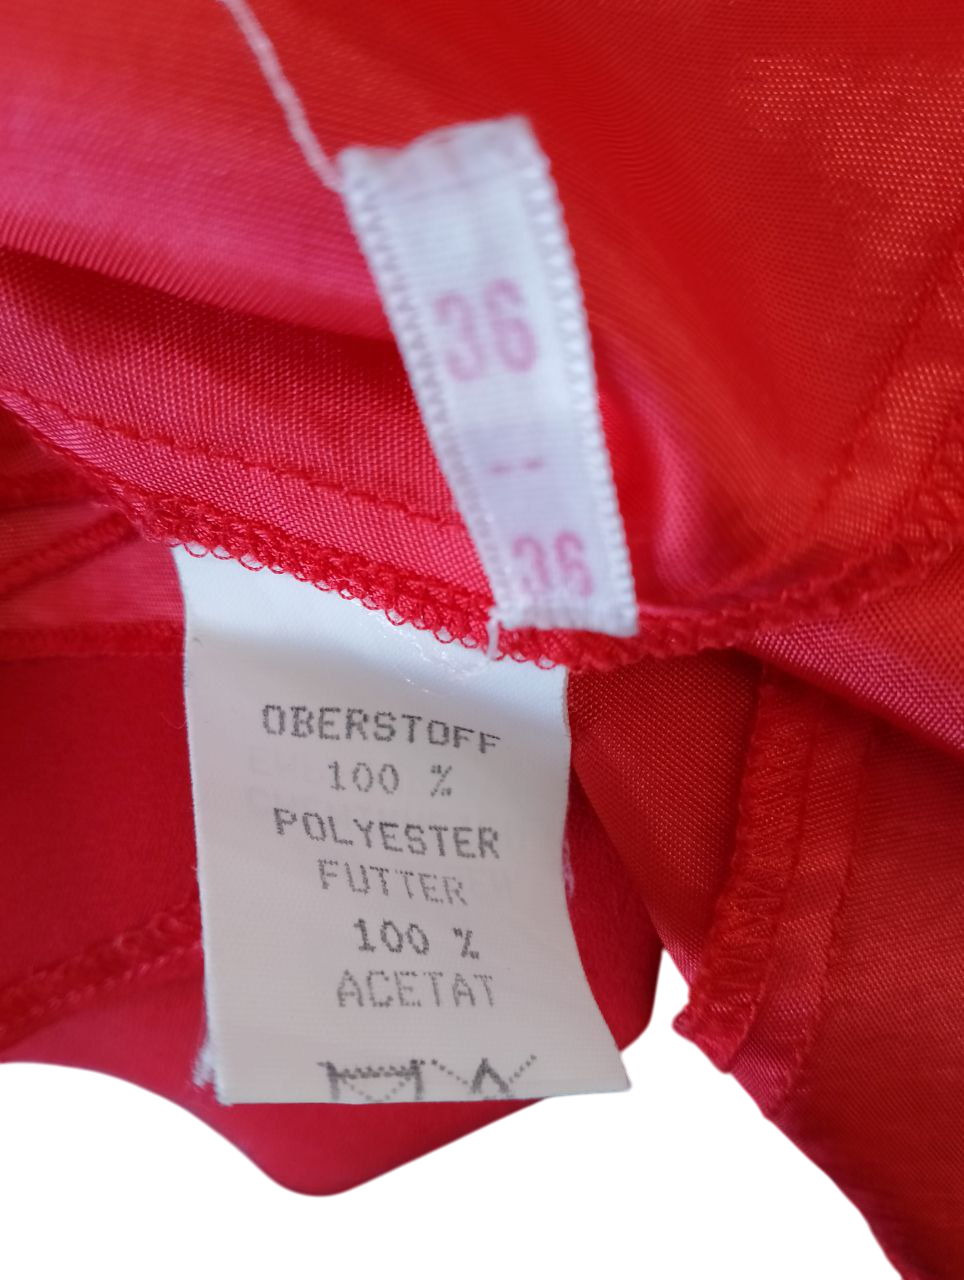 36
--
36
OBERSTOFF
100 %
POLYESTER
FUTTER
100 %
ACETAT